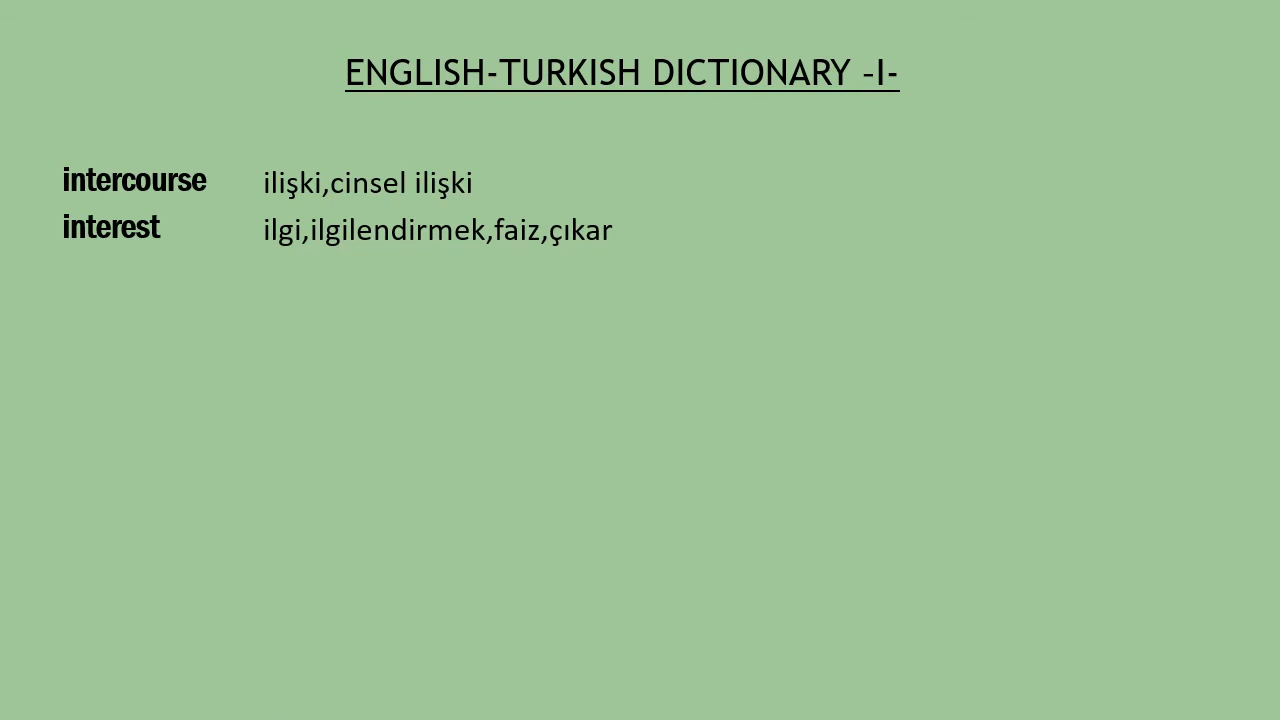 ENGLISH-TURKISH DICTIONARY –I-
intercourse ilişki,cinsel ilişki
interest ilgi,ilgilendirmek,faiz,çıkar